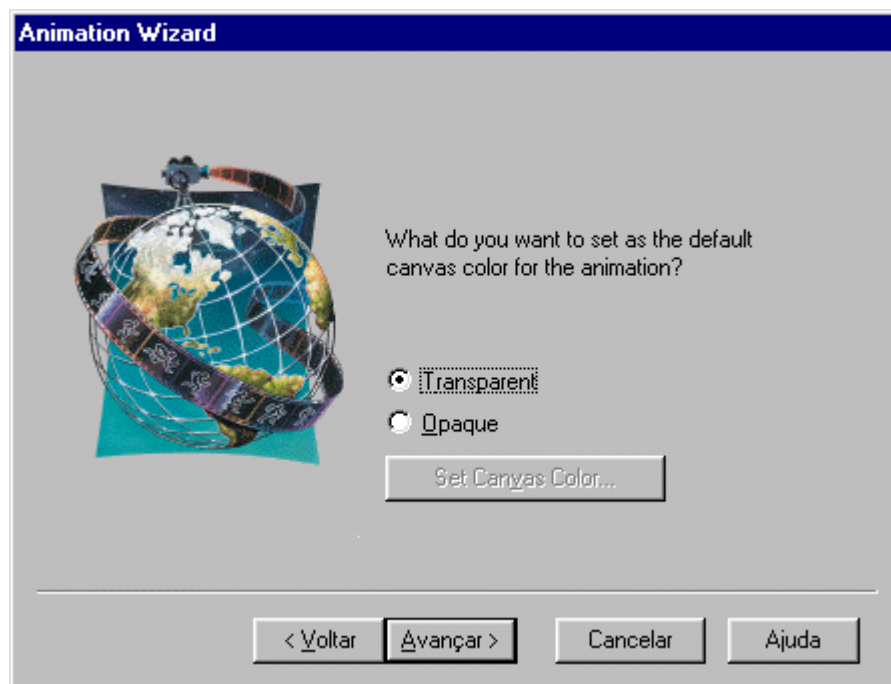 Animation Wizard
What do you want to set as the default
canvas color for the animation?
Transparent
Opaque
Set Canvas Color...
< Voltar
Avançar >
Cancelar
Ajuda